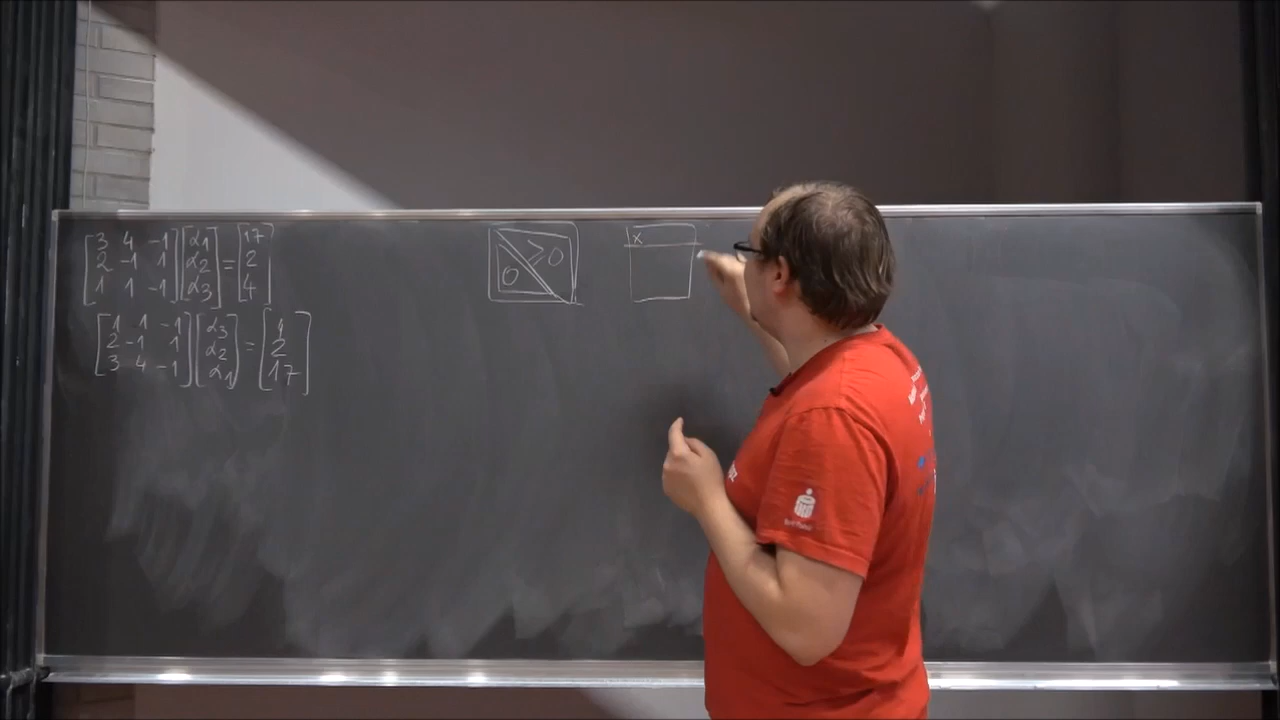 [3 4 -1] [α1] [17]
[2 -1 1] [α2] = [2]
[1 1 -1] [α3] [4]
[1 1 -1] [α3] [4]
[2 -1 1] [α2] = [2]
[3 4 -1] [α1] [17]
≥0
0
x